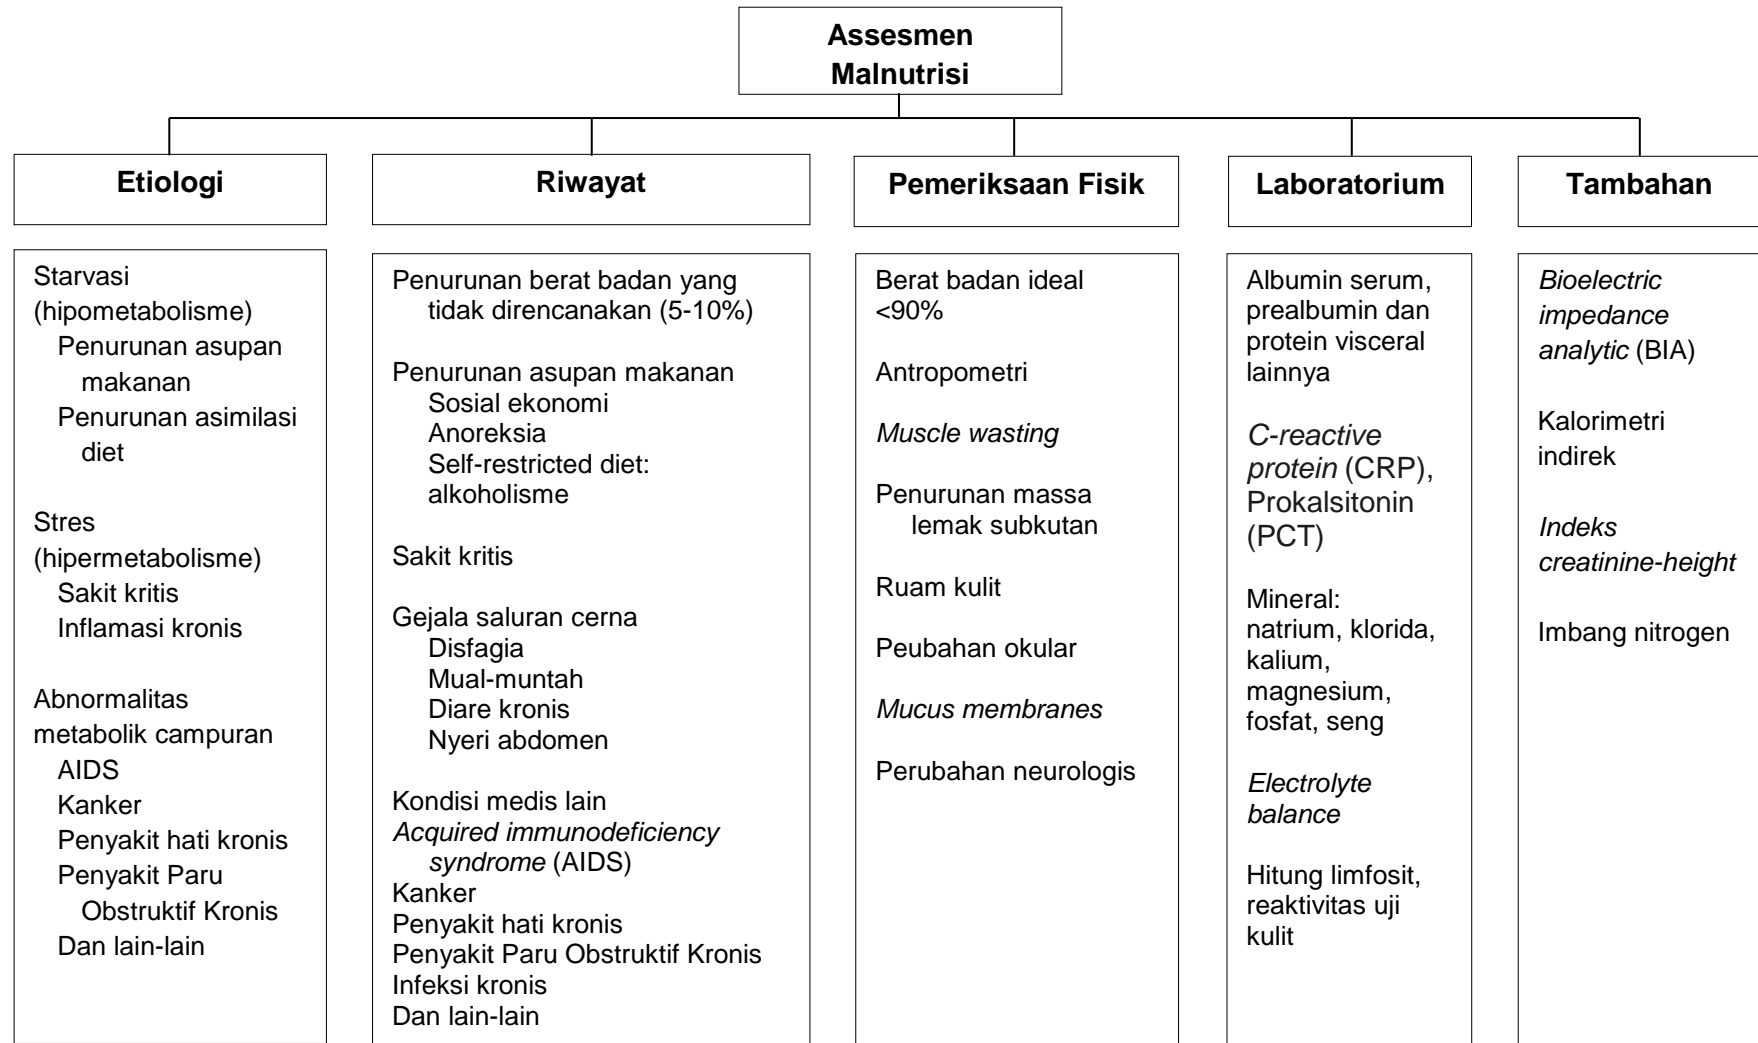 Assesmen
Malnutrisi
Etiologi
Starvasi
(hipometabolisme)
Penurunan asupan
makanan
Penurunan asimilasi
diet
Stres
(hipermetabolisme)
Sakit kritis
Inflamasi kronis
Abnormalitas
metabolik campuran
AIDS
Kanker
Penyakit hati kronis
Penyakit Paru
Obstruktif Kronis
Dan lain-lain
Riwayat
Penurunan berat badan yang
tidak direncanakan (5-10%)
Penurunan asupan makanan
Sosial ekonomi
Anoreksia
Self-restricted diet:
alkoholisme
Sakit kritis
Gejala saluran cerna
Disfagia
Mual-muntah
Diare kronis
Nyeri abdomen
Kondisi medis lain
Acquired immunodeficiency
syndrome (AIDS)
Kanker
Penyakit hati kronis
Penyakit Paru Obstruktif Kronis
Infeksi kronis
Dan lain-lain
Pemeriksaan Fisik
Berat badan ideal
<90%
Antropometri
Muscle wasting
Penurunan massa
lemak subkutan
Ruam kulit
Peubahan okular
Mucus membranes
Perubahan neurologis
Laboratorium
Albumin serum,
prealbumin dan
protein visceral
lainnya
C-reactive
protein (CRP),
Prokalsitonin
(PCT)
Mineral:
natrium, klorida,
kalium,
magnesium,
fosfat, seng
Electrolyte
balance
Hitung limfosit,
reaktivitas uji
kulit
Tambahan
Bioelectric
impedance
analytic (BIA)
Kalorimetri
indirek
Indeks
creatinine-height
Imbang nitrogen